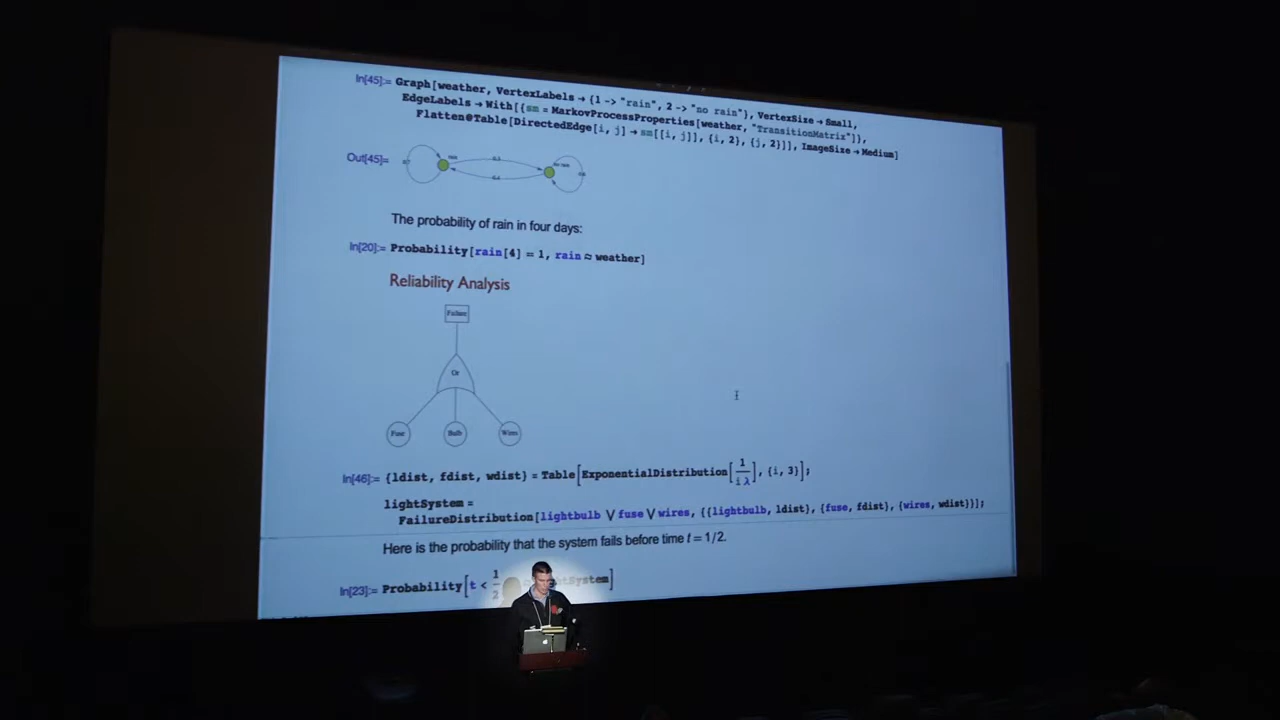 In[45]:= Graph[weather, VertexLabels → {1 -> "rain", 2 -> "no rain"}, VertexSize → Small,
EdgeLabels → With[{sm = MarkovProcessProperties[weather, "TransitionMatrix"]},
Flatten@Table[DirectedEdge[i, j] → sm[[i, j]], {i, 2}, {j, 2}]], ImageSize → Medium]
Out[45]=
The probability of rain in four days:
In[20]:= Probability[rain[4] = 1, rain ≈ weather]
Reliability Analysis
Failure
Or
Fuse Bulb Wires
In[46]:= {ldist, fdist, wdist} = Table[ExponentialDistribution[1/(i λ)], {i, 3}];
lightSystem =
FailureDistribution[lightbulb ⋁ fuse ⋁ wires, {{lightbulb, ldist}, {fuse, fdist}, {wires, wdist}}];
Here is the probability that the system fails before time t = 1/2.
In[23]:= Probability[t < 1/2, tSystem]